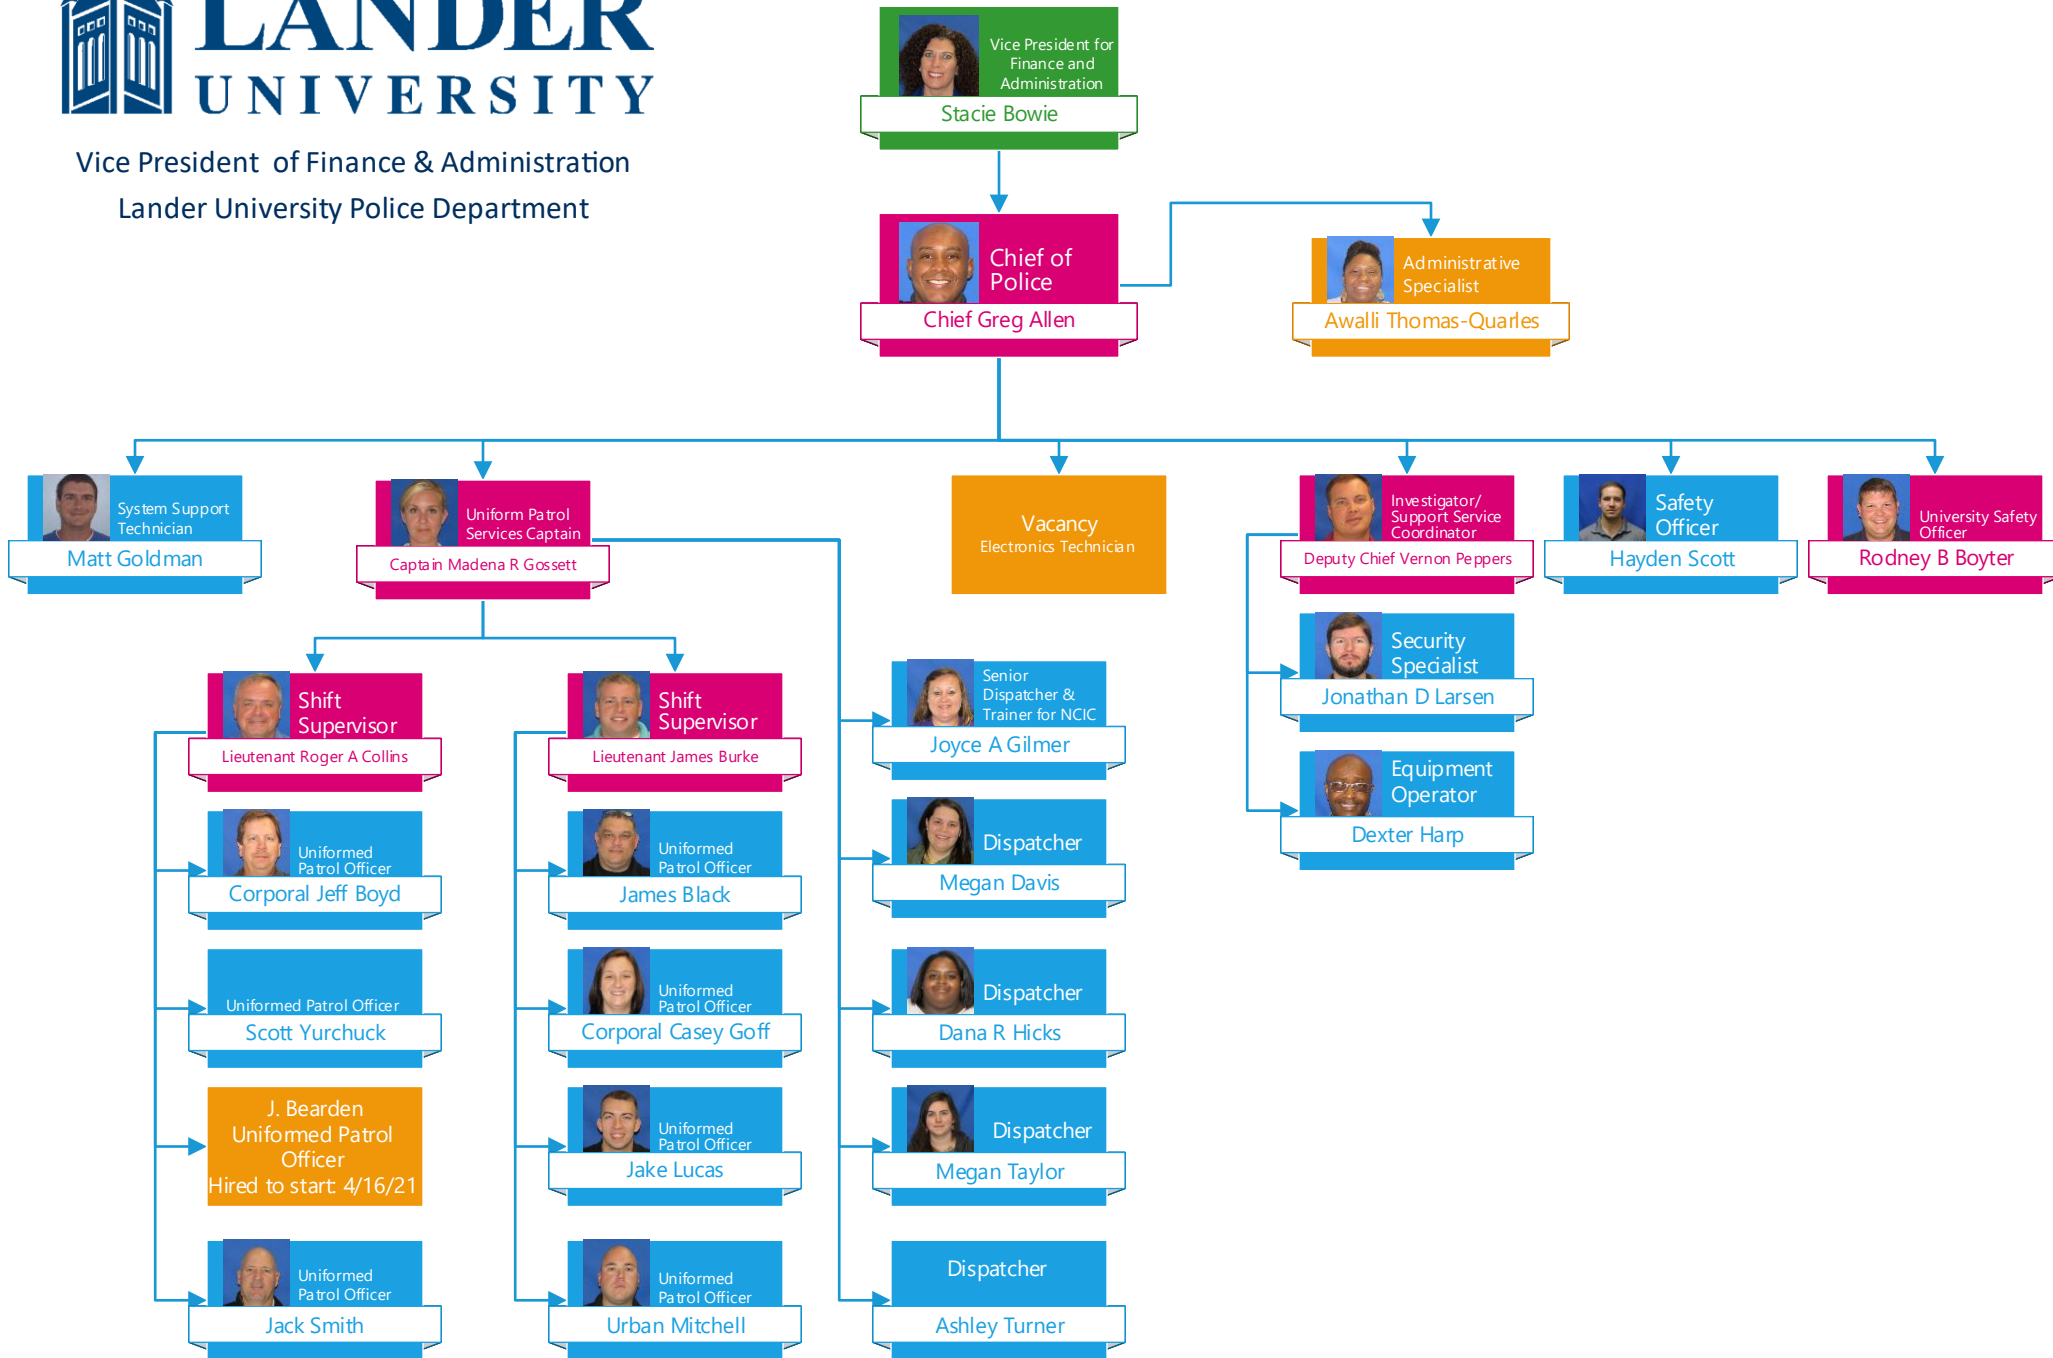 LANDER
UNIVERSITY
Vice President of Finance & Administration
Lander University Police Department
Vice President for
Finance and
Administration
Stacie Bowie
Chief of
Police
Chief Greg Allen
Administrative
Specialist
Awalli Thomas-Quarles
System Support
Technician
Matt Goldman
Uniform Patrol
Services Captain
Captain Madena R Gossett
Vacancy
Electronics Technician
Investigator/
Support Service
Coordinator
Deputy Chief Vernon Peppers
Safety
Officer
Hayden Scott
University Safety
Officer
Rodney B Boyter
Shift
Supervisor
Lieutenant Roger A Collins
Uniformed
Patrol Officer
Corporal Jeff Boyd
Uniformed Patrol Officer
Scott Yurchuck
J. Bearden
Uniformed Patrol
Officer
Hired to start: 4/16/21
Uniformed
Patrol Officer
Jack Smith
Shift
Supervisor
Lieutenant James Burke
Uniformed
Patrol Officer
James Black
Uniformed
Patrol Officer
Corporal Casey Goff
Uniformed
Patrol Officer
Jake Lucas
Uniformed
Patrol Officer
Urban Mitchell
Senior
Dispatcher &
Trainer for NCIC
Joyce A Gilmer
Dispatcher
Megan Davis
Dispatcher
Dana R Hicks
Dispatcher
Megan Taylor
Dispatcher
Ashley Turner
Security
Specialist
Jonathan D Larsen
Equipment
Operator
Dexter Harp